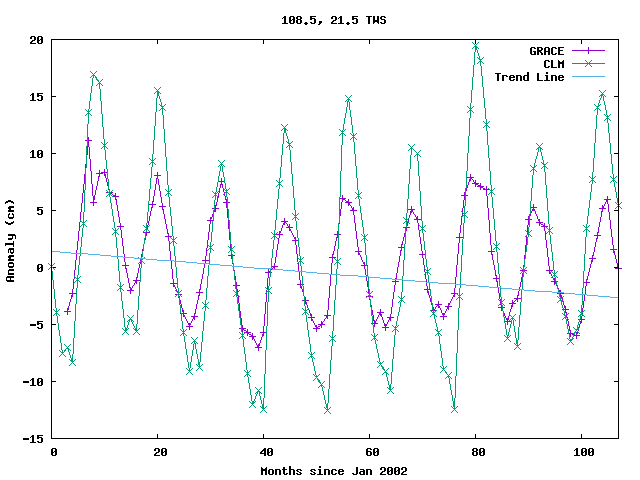 108.5, 21.5 TWS
GRACE
CLM
Trend Line
20
15
10
5
0
-5
-10
-15
Anomaly (cm)
0 20 40 60 80 100
Months since Jan 2002